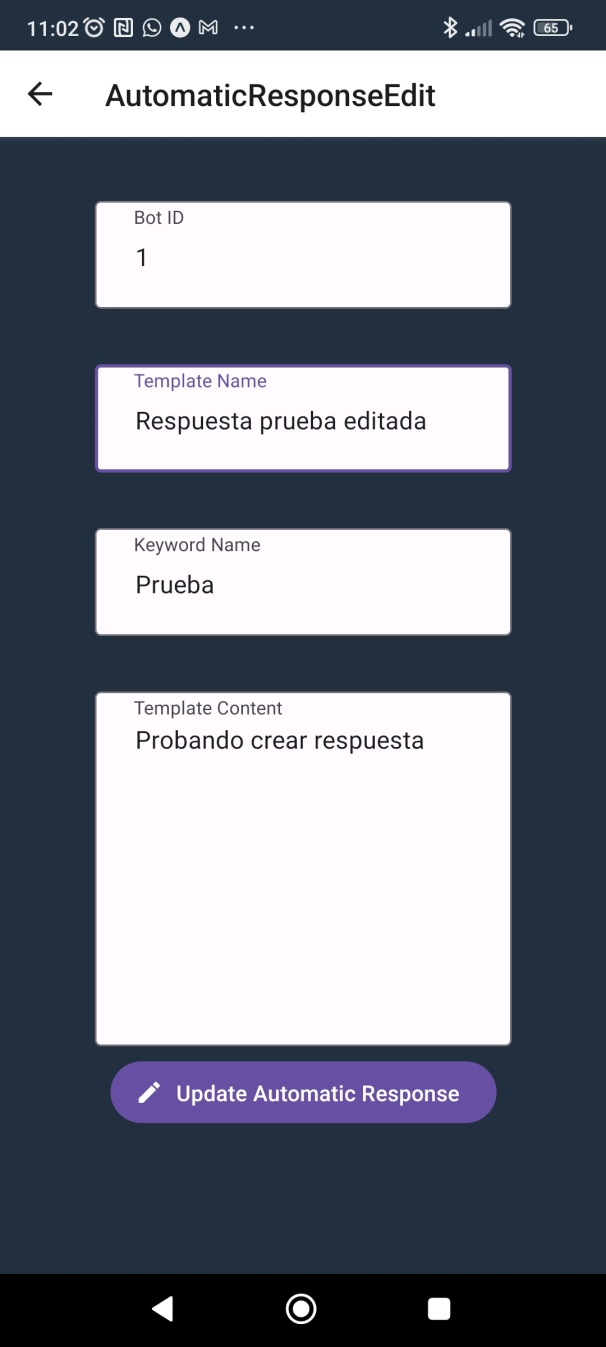 11:02
65
AutomaticResponseEdit
Bot ID
1
Template Name
Respuesta prueba editada
Keyword Name
Prueba
Template Content
Probando crear respuesta
Update Automatic Response